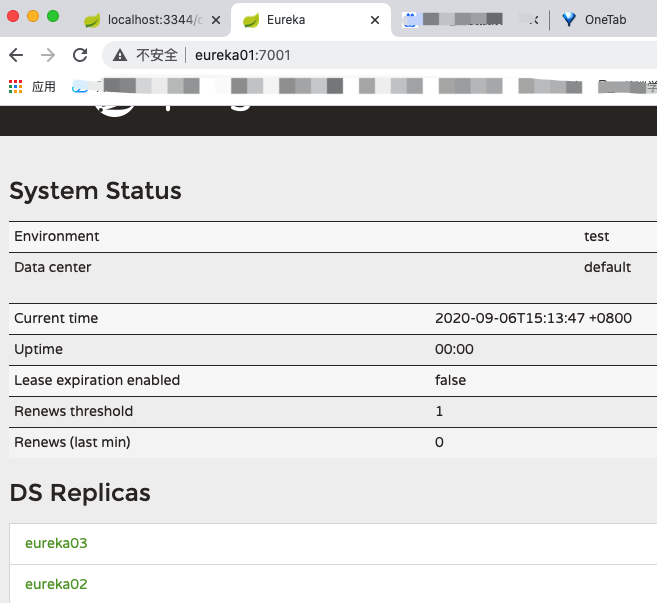 localhost:3344/c
Eureka
OneTab
不安全 eureka01:7001
应用
System Status
Environment test
Data center default
Current time 2020-09-06T15:13:47 +0800
Uptime 00:00
Lease expiration enabled false
Renews threshold 1
Renews (last min) 0
DS Replicas
eureka03
eureka02